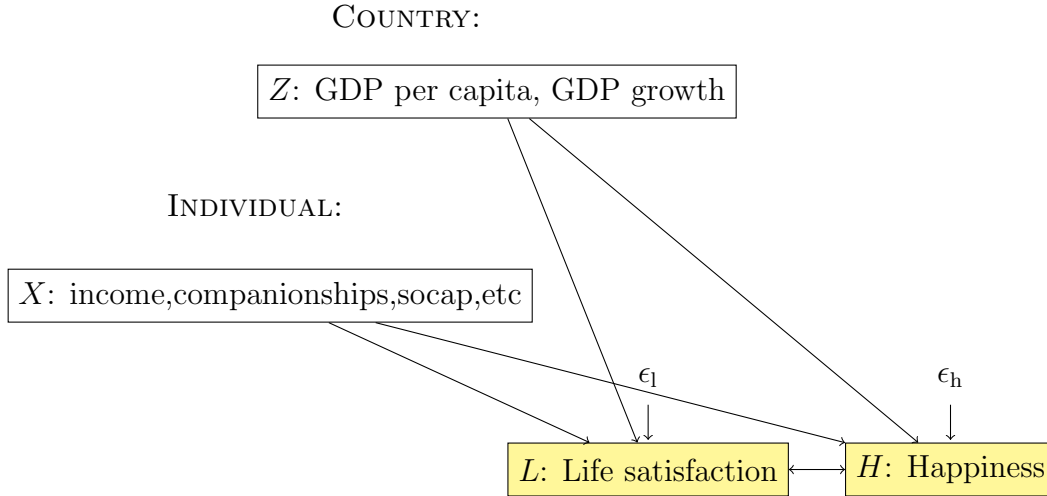 COUNTRY:
Z: GDP per capita, GDP growth
INDIVIDUAL:
X: income,companionships,socap,etc
ϵl ϵh
L: Life satisfaction H: Happiness